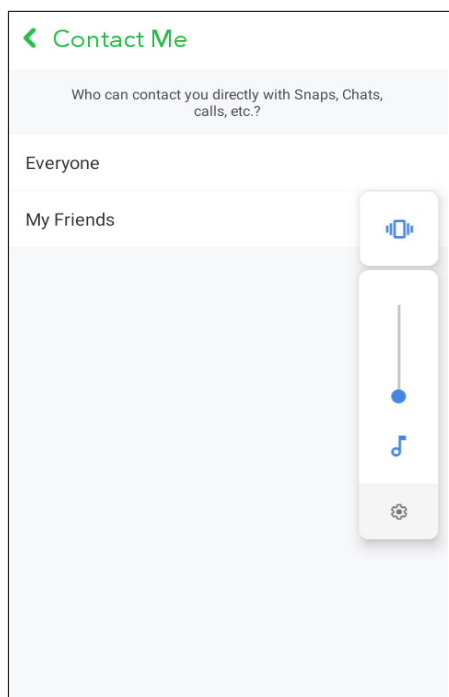 Contact Me
Who can contact you directly with Snaps, Chats,
calls, etc.?
Everyone
My Friends